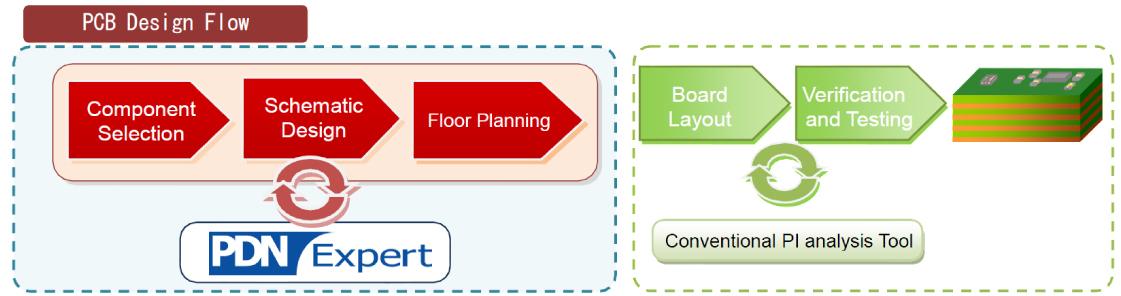 PCB Design Flow
Component
Selection
Schematic
Design
Floor Planning
PDN Expert
Board
Layout
Verification
and Testing
Conventional PI analysis Tool